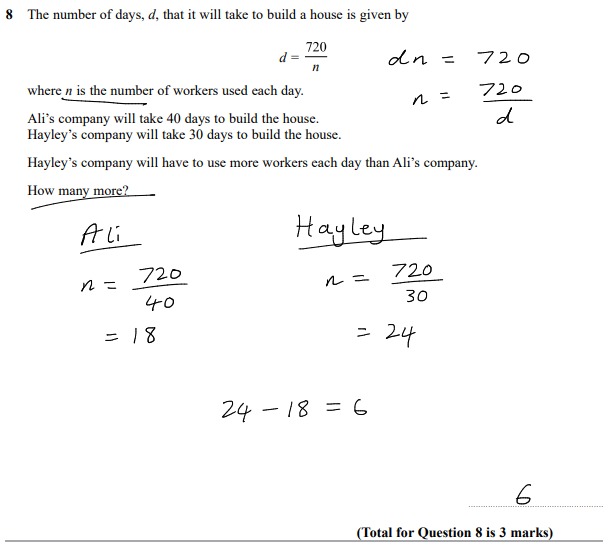 8 The number of days, d, that it will take to build a house is given by
d = 720/n
dn = 720
where n is the number of workers used each day.
n = 720/d
Ali's company will take 40 days to build the house.
Hayley's company will take 30 days to build the house.
Hayley's company will have to use more workers each day than Ali's company.
How many more?
Ali
Hayley
n = 720/40
= 18
n = 720/30
= 24
24 – 18 = 6
6
(Total for Question 8 is 3 marks)